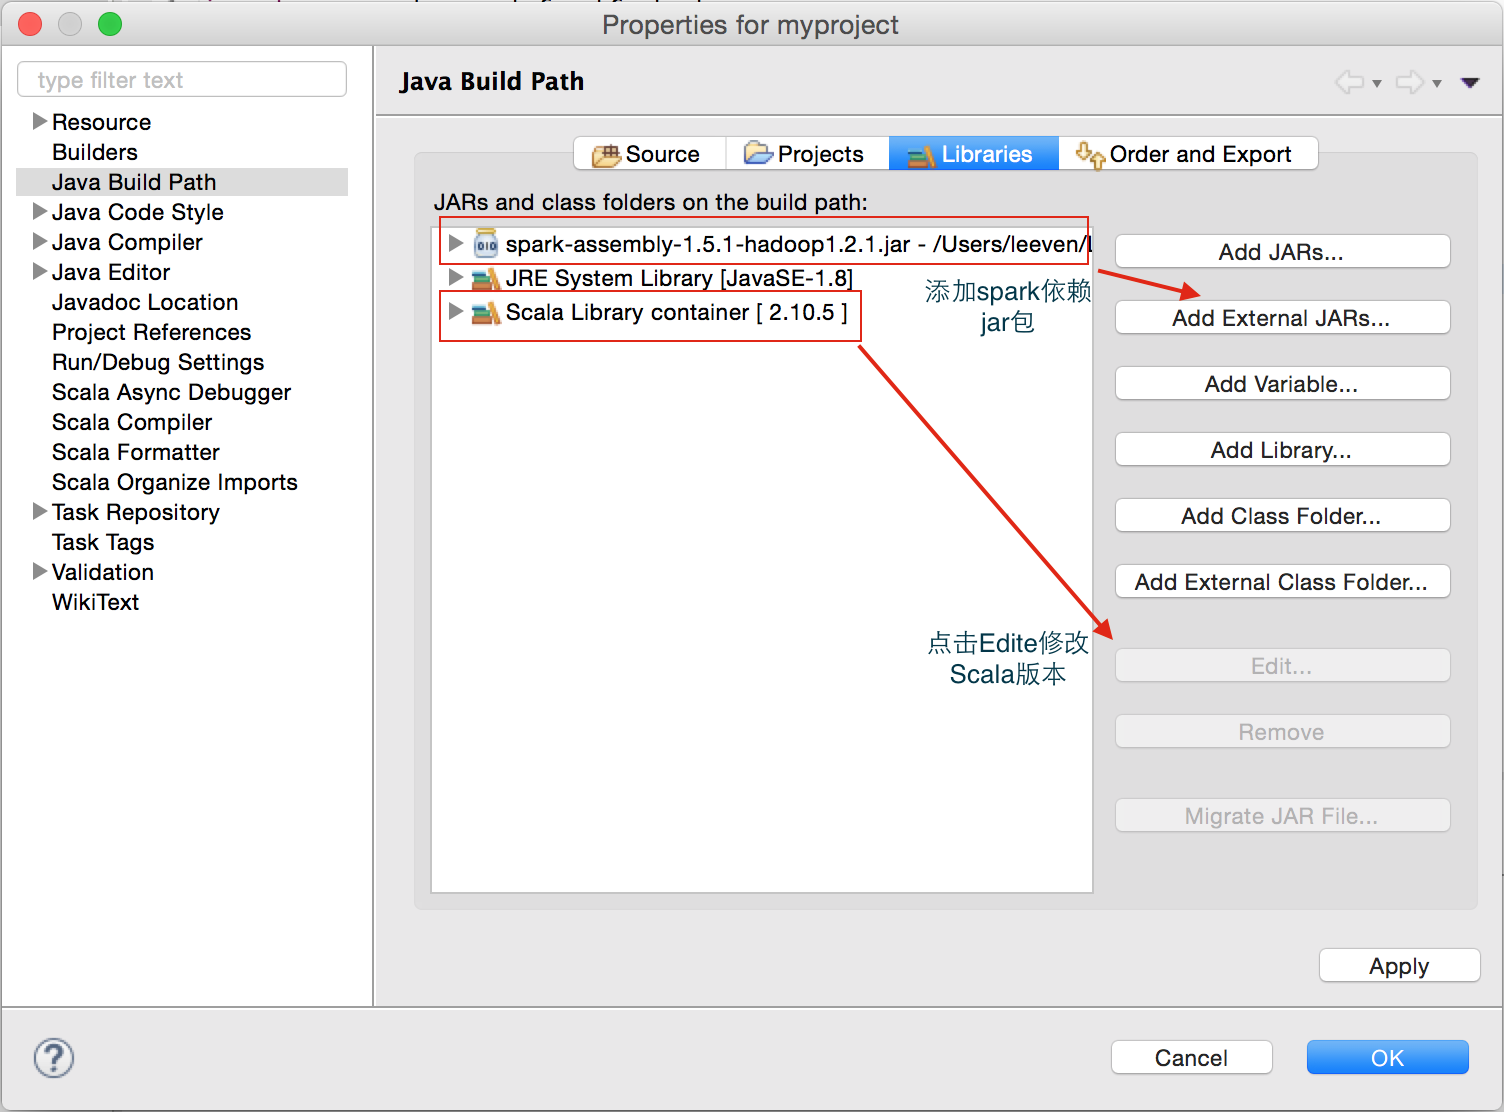 Properties for myproject
type filter text
Resource
Builders
Java Build Path
Java Code Style
Java Compiler
Java Editor
Javadoc Location
Project References
Run/Debug Settings
Scala Async Debugger
Scala Compiler
Scala Formatter
Scala Organize Imports
Task Repository
Task Tags
Validation
WikiText
Java Build Path
Source Projects Libraries Order and Export
JARs and class folders on the build path:
spark-assembly-1.5.1-hadoop1.2.1.jar - /Users/leeven/
JRE System Library [JavaSE-1.8]
Scala Library container [ 2.10.5 ]
添加spark依赖
jar包
点击Edite修改
Scala版本
Add JARs...
Add External JARs...
Add Variable...
Add Library...
Add Class Folder...
Add External Class Folder...
Edit...
Remove
Migrate JAR File...
Apply
?
Cancel
OK